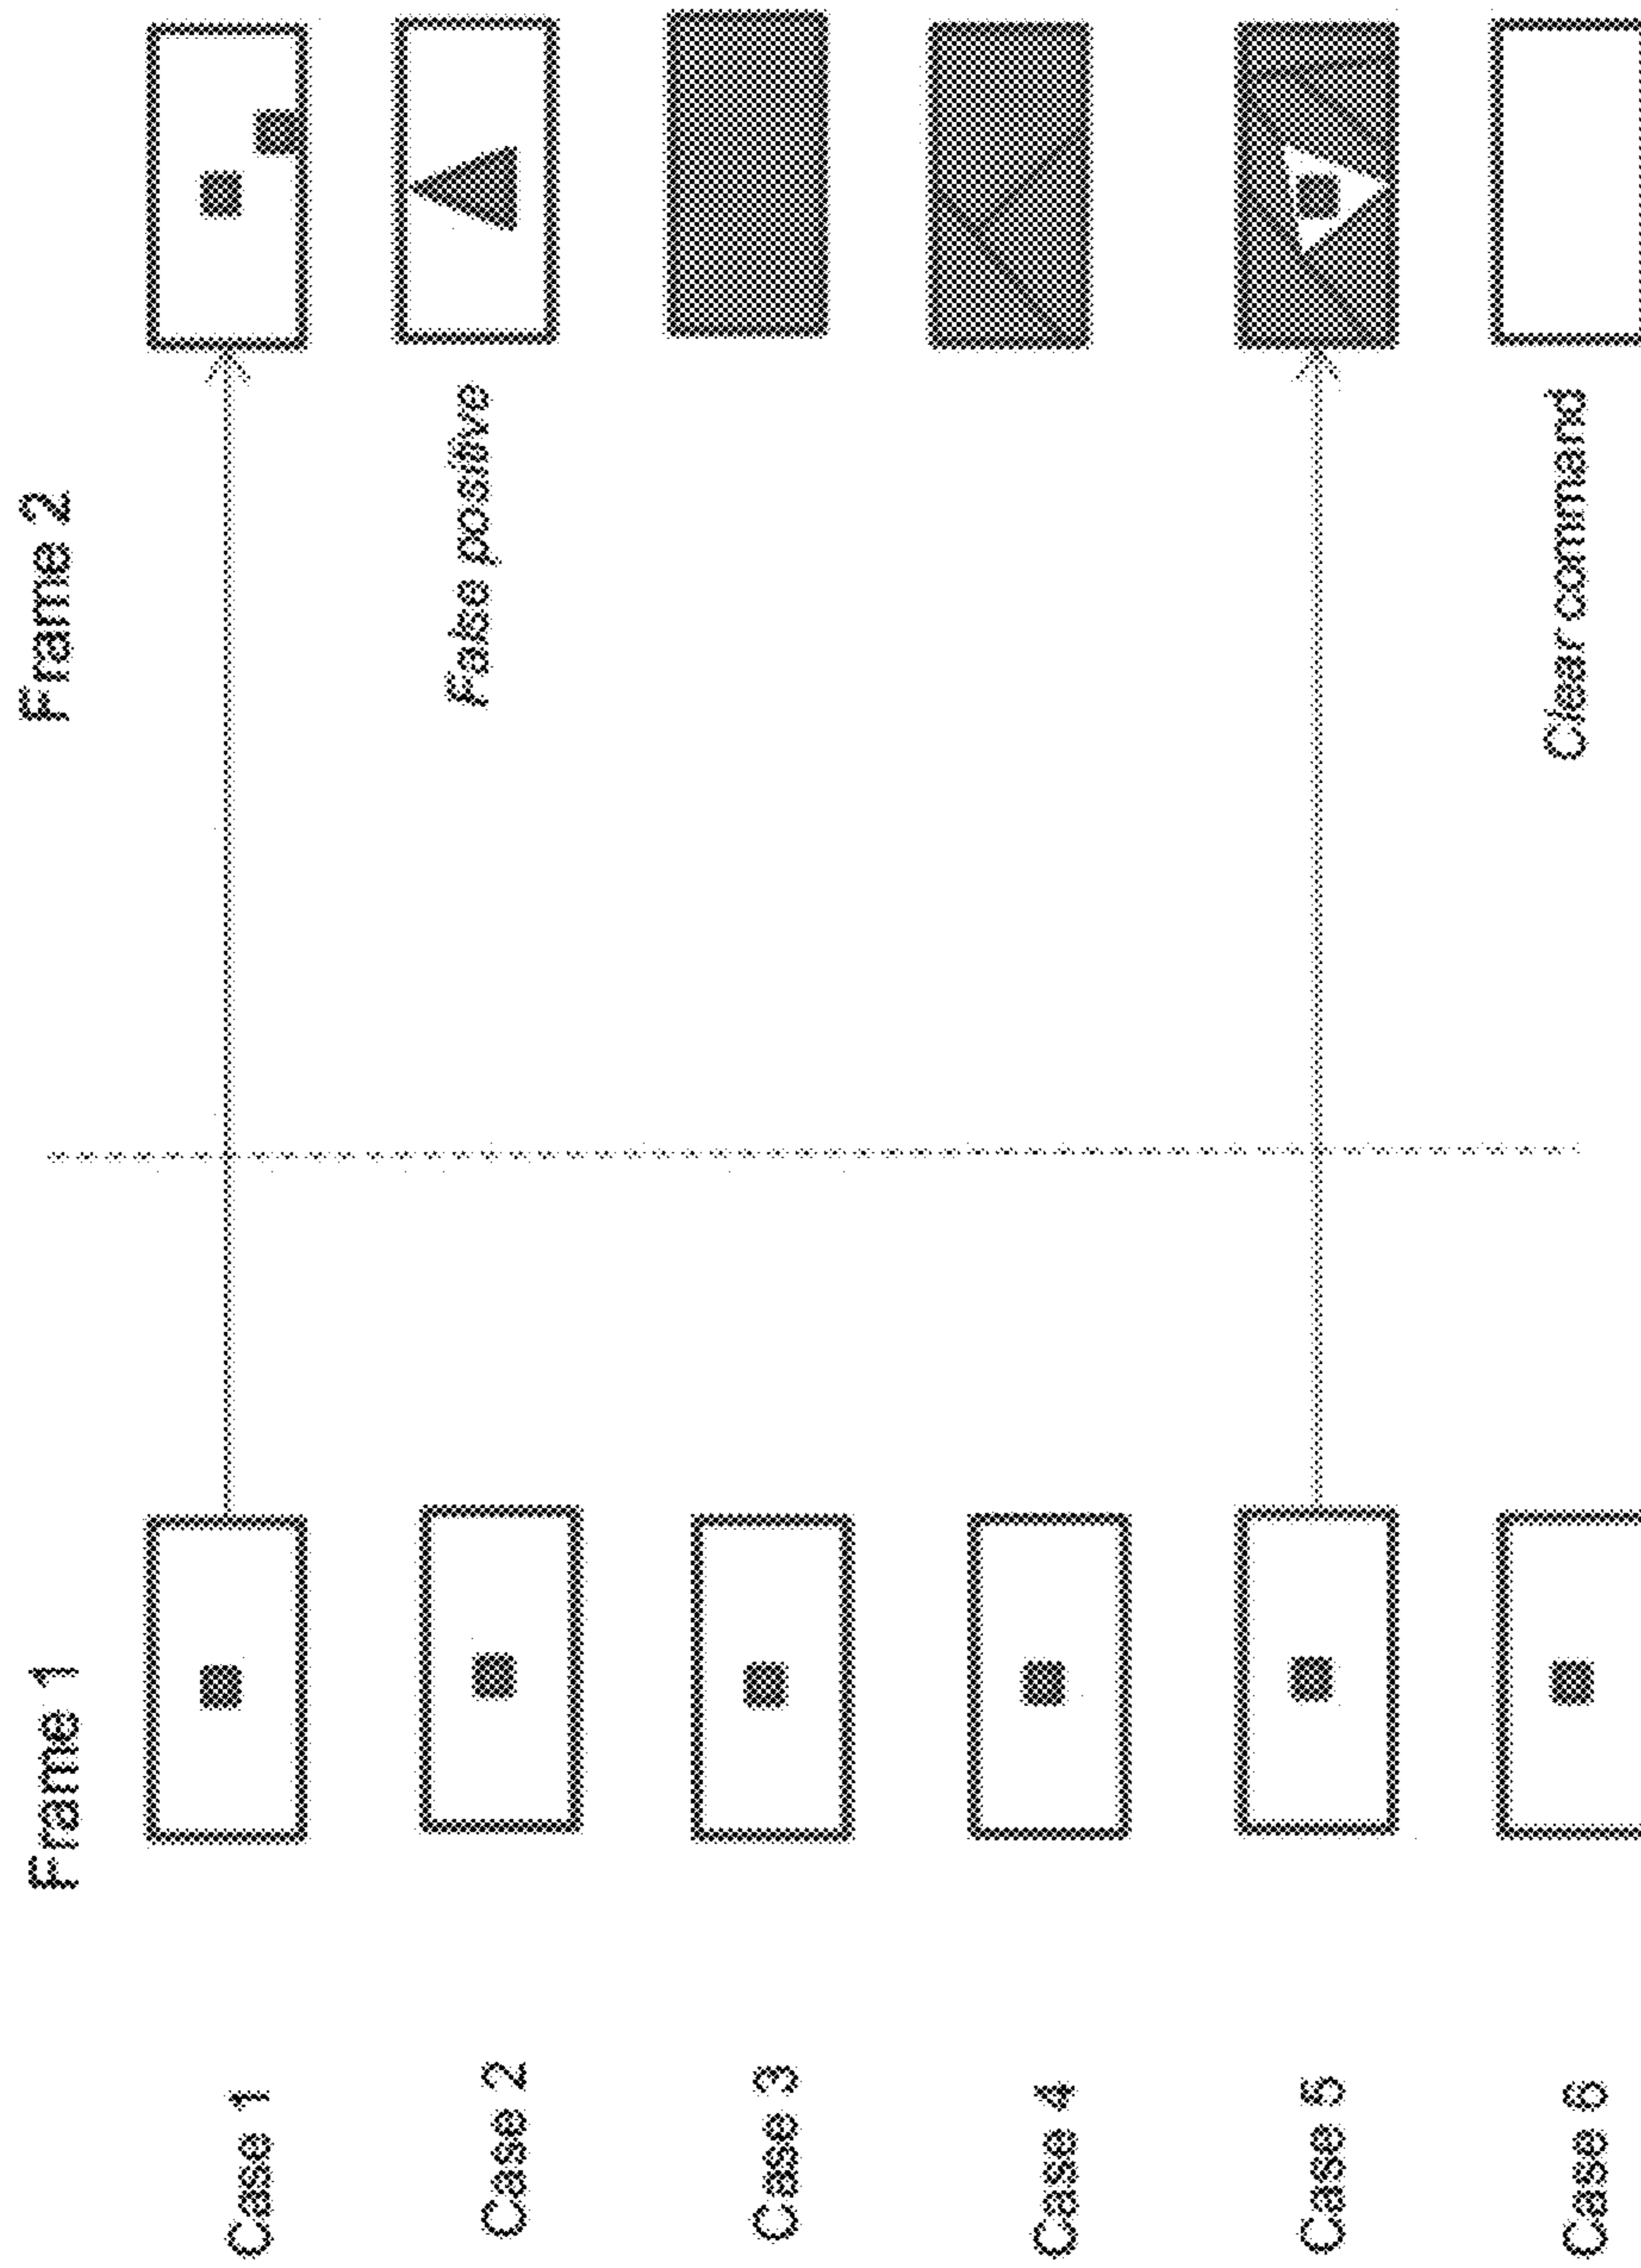 Frame 1
Frame 2
Case 1
Case 2
False positive
Case 3
Case 4
Case 5
Case 6
Clear command